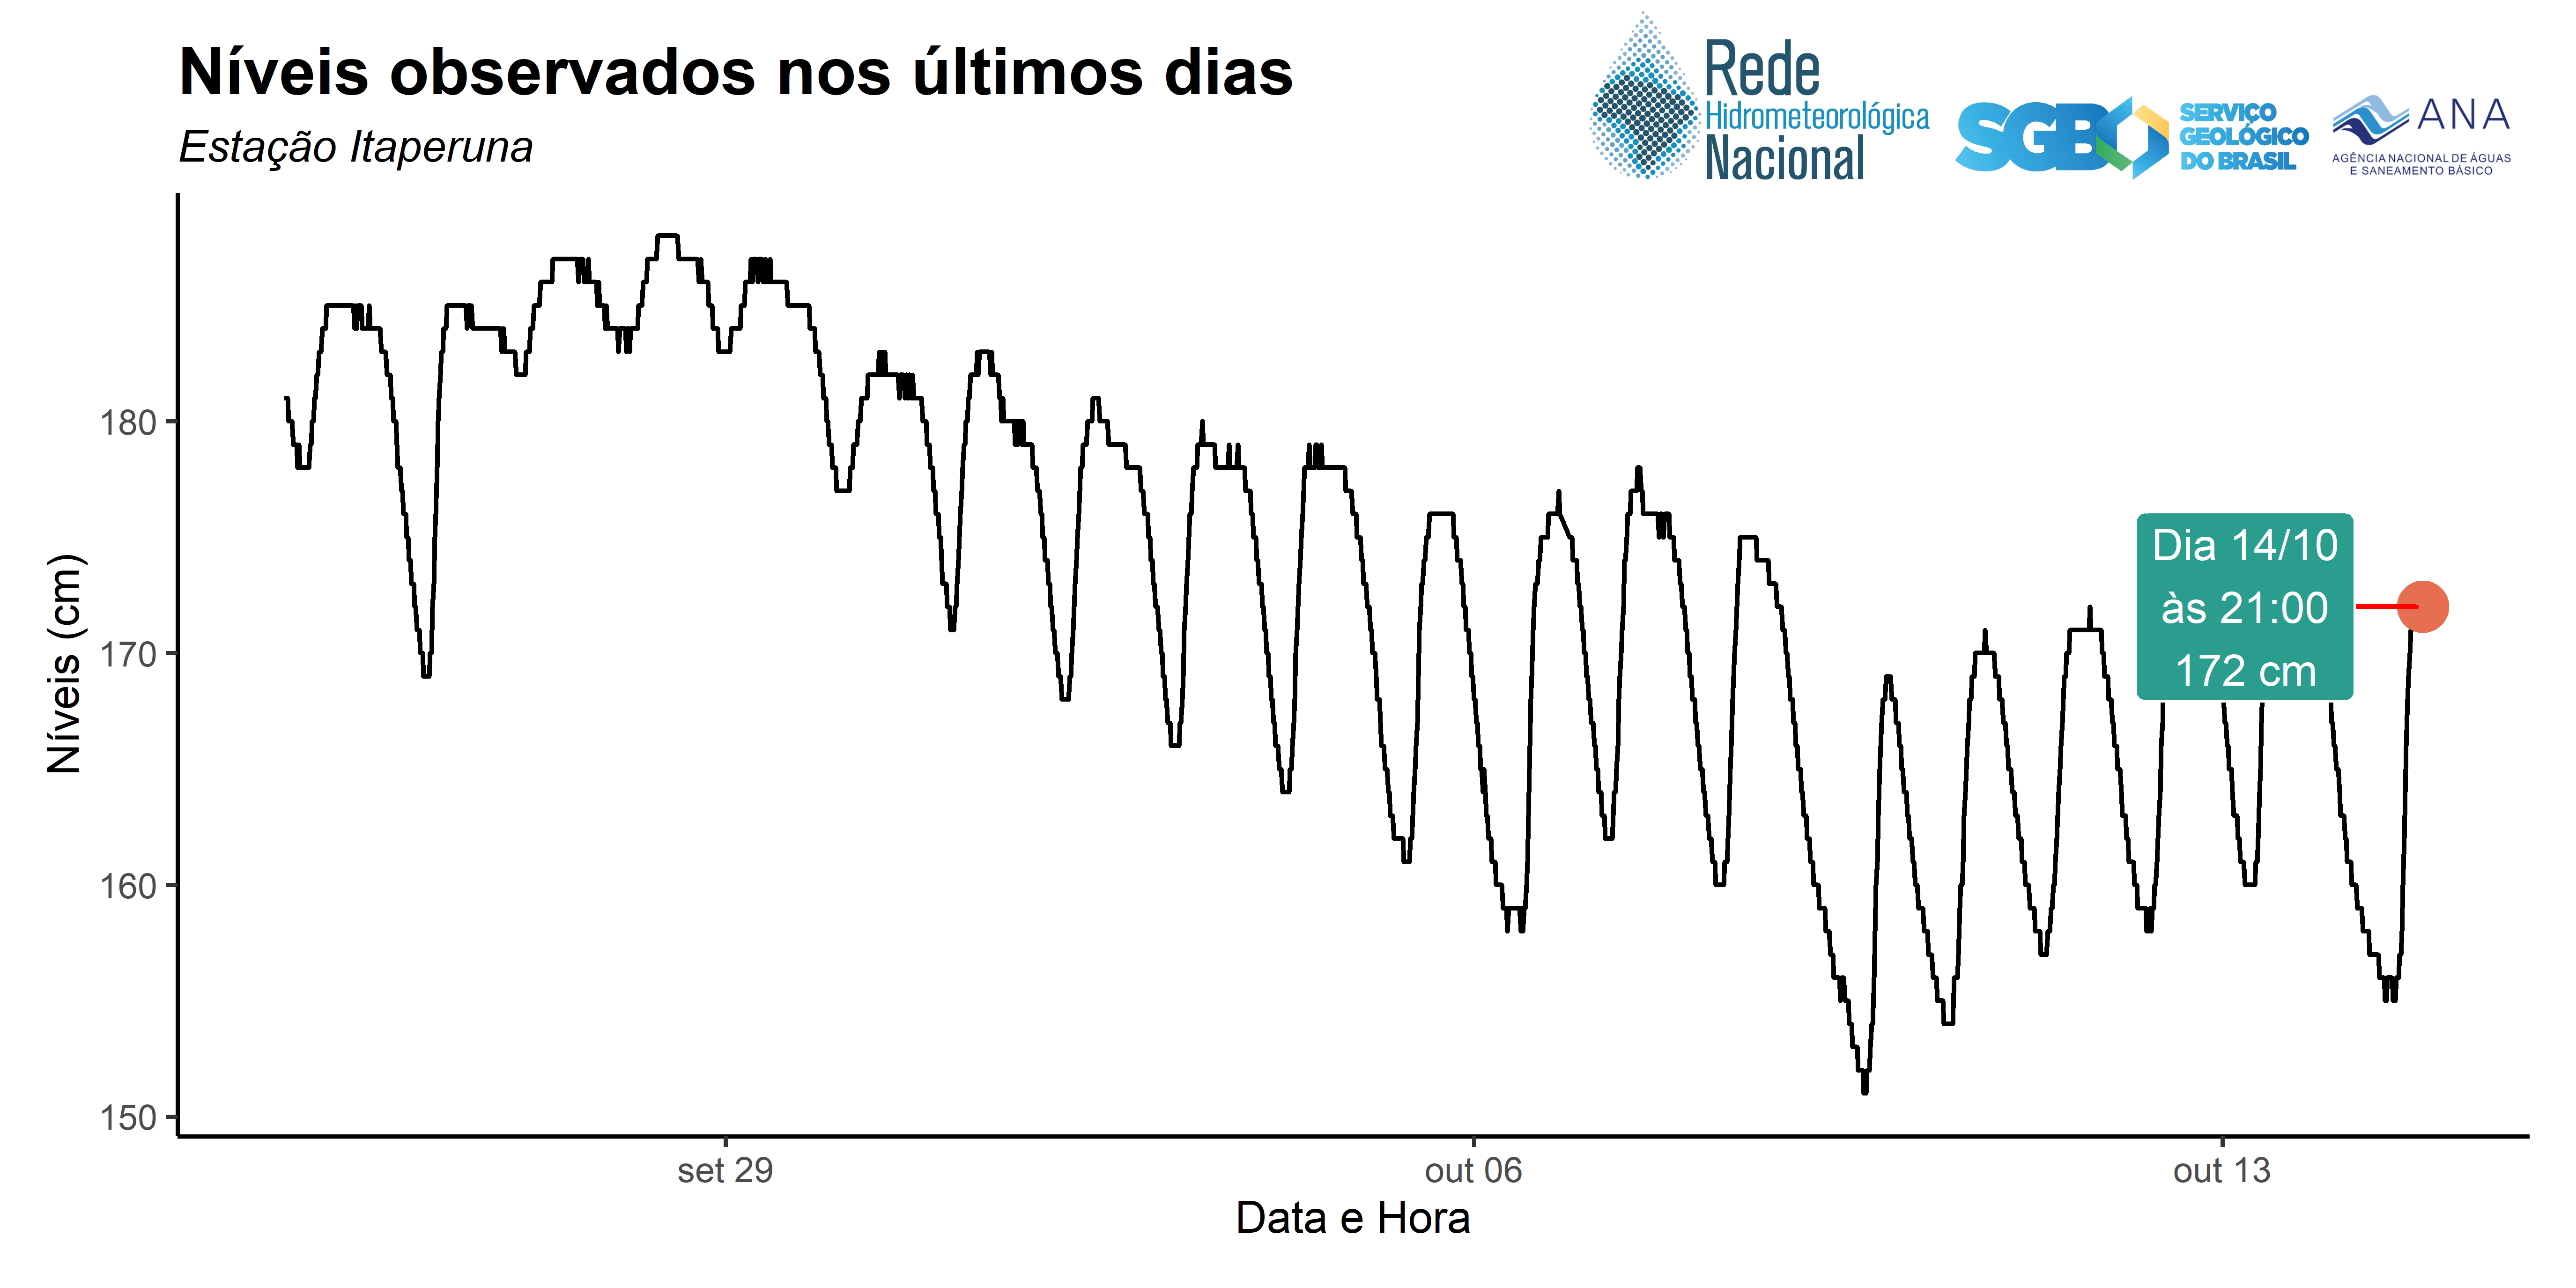 Níveis observados nos últimos dias
Estação Itaperuna
Rede
Hidrometeorológica
Nacional
SGB
SERVIÇO
GEOLÓGICO
DO BRASIL
ANA
AGÊNCIA NACIONAL DE ÁGUAS
E SANEAMENTO BÁSICO
Níveis (cm)
180
170
160
150
Dia 14/10
às 21:00
172 cm
set 29
out 06
out 13
Data e Hora